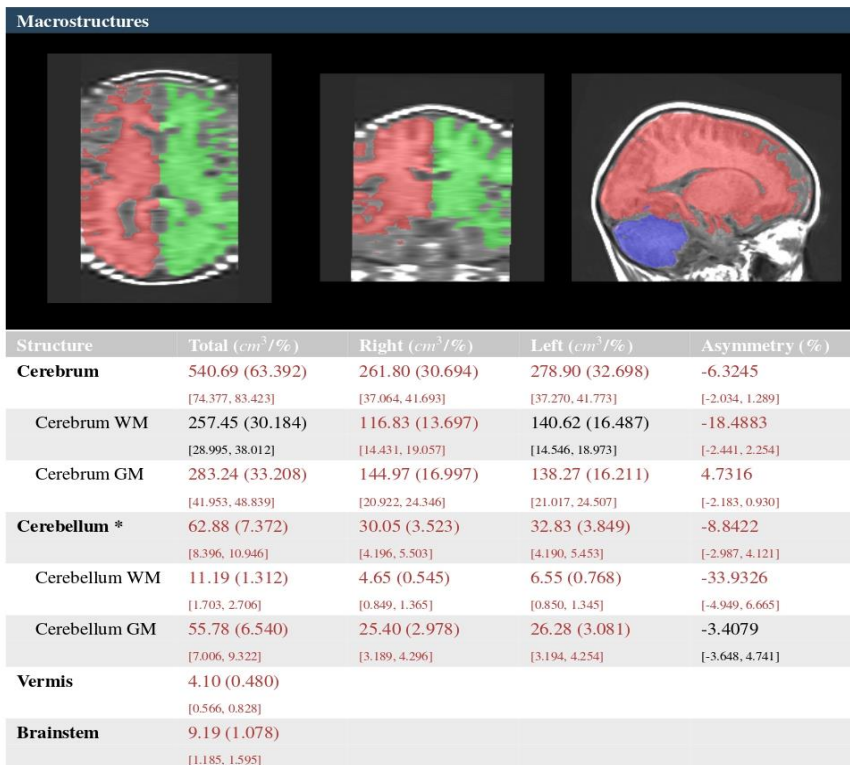 Macrostructures
Structure Total (cm³/%) Right (cm³/%) Left (cm³/%) Asymmetry (%)
Cerebrum 540.69 (63.392) 261.80 (30.694) 278.90 (32.698) -6.3245
[74.377, 83.423] [37.064, 41.693] [37.270, 41.773] [-2.034, 1.289]
Cerebrum WM 257.45 (30.184) 116.83 (13.697) 140.62 (16.487) -18.4883
[28.995, 38.012] [14.431, 19.057] [14.546, 18.973] [-2.441, 2.254]
Cerebrum GM 283.24 (33.208) 144.97 (16.997) 138.27 (16.211) 4.7316
[41.953, 48.839] [20.922, 24.346] [21.017, 24.507] [-2.183, 0.930]
Cerebellum * 62.88 (7.372) 30.05 (3.523) 32.83 (3.849) -8.8422
[8.396, 10.946] [4.196, 5.503] [4.190, 5.453] [-2.987, 4.121]
Cerebellum WM 11.19 (1.312) 4.65 (0.545) 6.55 (0.768) -33.9326
[1.703, 2.706] [0.849, 1.365] [0.850, 1.345] [-4.949, 6.665]
Cerebellum GM 55.78 (6.540) 25.40 (2.978) 26.28 (3.081) -3.4079
[7.006, 9.322] [3.189, 4.296] [3.194, 4.254] [-3.648, 4.741]
Vermis 4.10 (0.480)
[0.566, 0.828]
Brainstem 9.19 (1.078)
[1.185, 1.595]